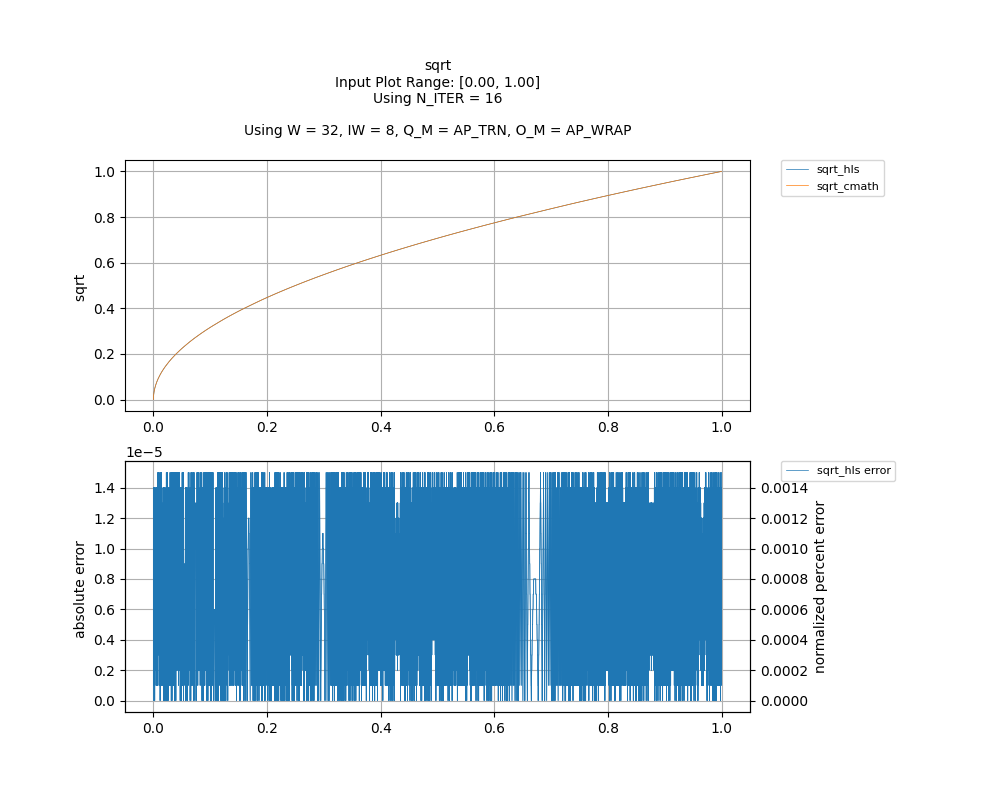 sqrt
Input Plot Range: [0.00, 1.00]
Using N_ITER = 16
Using W = 32, IW = 8, Q_M = AP_TRN, O_M = AP_WRAP
sqrt_hls
sqrt_cmath
1.0
0.8
0.6
0.4
0.2
0.0
sqrt
0.0 0.2 0.4 0.6 0.8 1.0
1e−5
sqrt_hls error
1.4
1.2
1.0
0.8
0.6
0.4
0.2
0.0
absolute error
0.0014
0.0012
0.0010
0.0008
0.0006
0.0004
0.0002
0.0000
normalized percent error
0.0 0.2 0.4 0.6 0.8 1.0